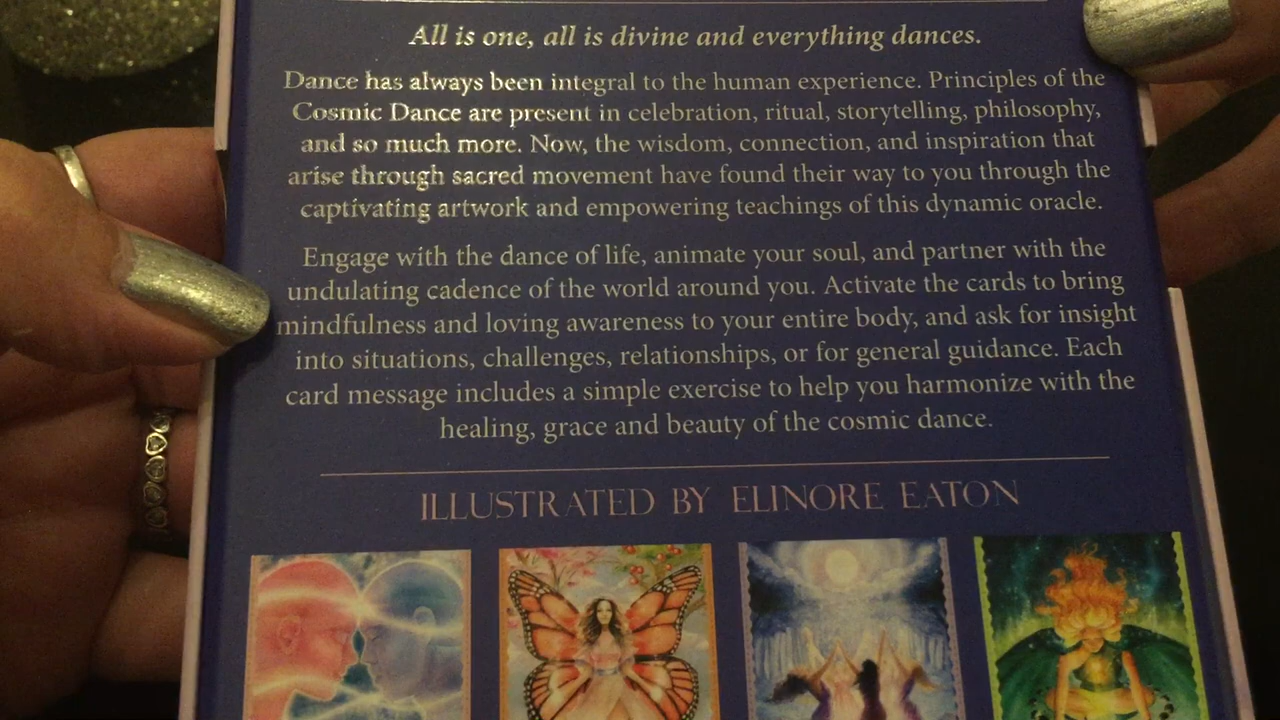 All is one, all is divine and everything dances.
Dance has always been integral to the human experience. Principles of the
Cosmic Dance are present in celebration, ritual, storytelling, philosophy,
and so much more. Now, the wisdom, connection, and inspiration that
arise through sacred movement have found their way to you through the
captivating artwork and empowering teachings of this dynamic oracle.
Engage with the dance of life, animate your soul, and partner with the
undulating cadence of the world around you. Activate the cards to bring
mindfulness and loving awareness to your entire body, and ask for insight
into situations, challenges, relationships, or for general guidance. Each
card message includes a simple exercise to help you harmonize with the
healing, grace and beauty of the cosmic dance.
ILLUSTRATED BY ELINORE EATON